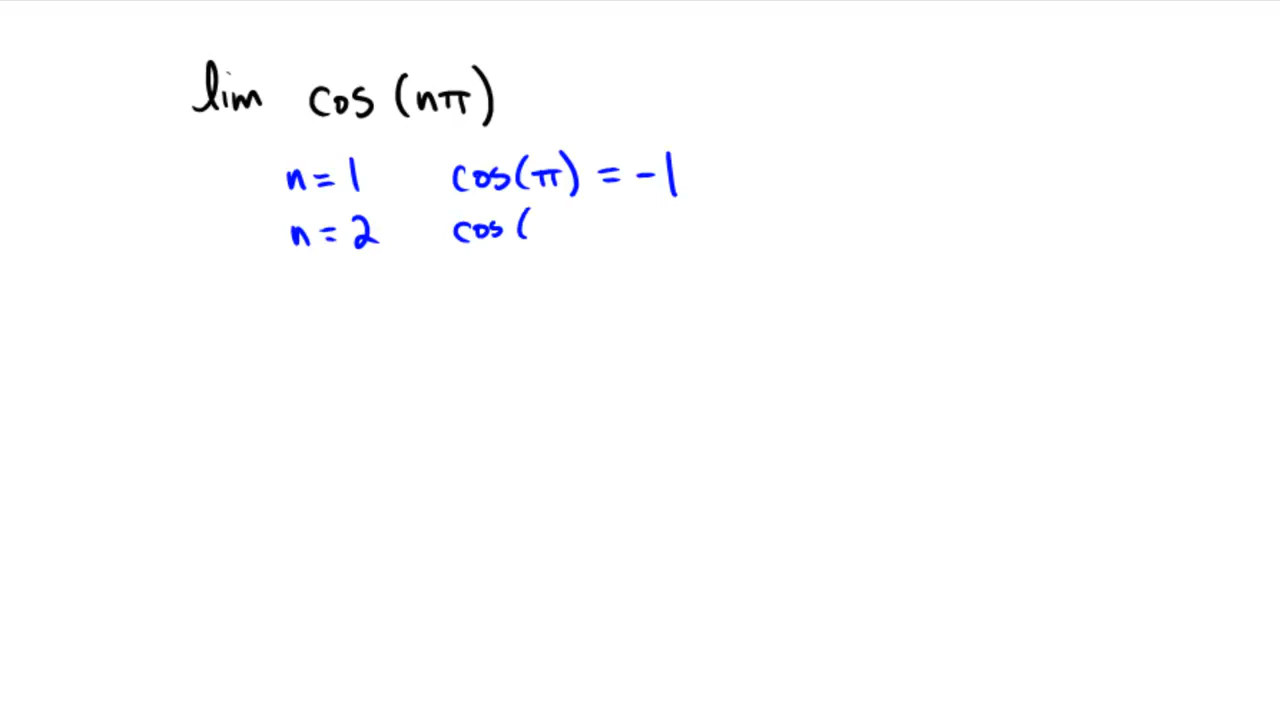 lim cos (nπ)
n = 1 cos(π) = -1
n = 2 cos (